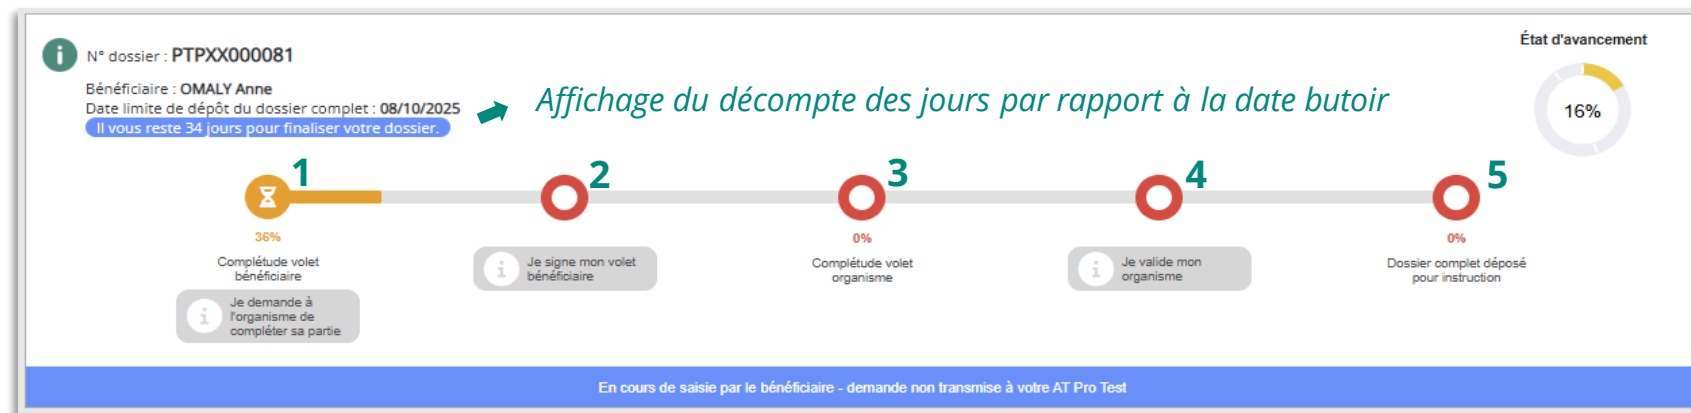 État d'avancement
N° dossier : PTPXX000081
Bénéficiaire : OMALY Anne
Date limite de dépôt du dossier complet : 08/10/2025
Il vous reste 34 jours pour finaliser votre dossier.
Affichage du décompte des jours par rapport à la date butoir
16%
1
2
3
4
5
36%
Complétude volet
bénéficiaire
Je demande à
l'organisme de
compléter sa partie
Je signe mon volet
bénéficiaire
0%
Complétude volet
organisme
Je valide mon
organisme
0%
Dossier complet déposé
pour instruction
En cours de saisie par le bénéficiaire - demande non transmise à votre AT Pro Test